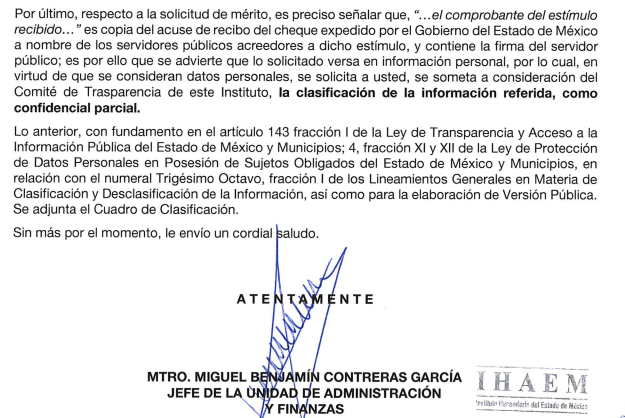 Por último, respecto a la solicitud de mérito, es preciso señalar que, “…el comprobante del estímulo
recibido…” es copia del acuse de recibo del cheque expedido por el Gobierno del Estado de México
a nombre de los servidores públicos acreedores a dicho estímulo, y contiene la firma del servidor
público; es por ello que se advierte que lo solicitado versa en información personal, por lo cual, en
virtud de que se consideran datos personales, se solicita a usted, se someta a consideración del
Comité de Trasparencia de este Instituto, la clasificación de la información referida, como
confidencial parcial.
Lo anterior, con fundamento en el artículo 143 fracción I de la Ley de Transparencia y Acceso a la
Información Pública del Estado de México y Municipios; 4, fracción XI y XII de la Ley de Protección
de Datos Personales en Posesión de Sujetos Obligados del Estado de México y Municipios, en
relación con el numeral Trigésimo Octavo, fracción I de los Lineamientos Generales en Materia de
Clasificación y Desclasificación de la Información, así como para la elaboración de Versión Pública.
Se adjunta el Cuadro de Clasificación.
Sin más por el momento, le envío un cordial saludo.
A T E N T A M E N T E
MTRO. MIGUEL BENJAMÍN CONTRERAS GARCÍA
JEFE DE LA UNIDAD DE ADMINISTRACIÓN
Y FINANZAS
IHAEM
Instituto Hacendario del Estado de México